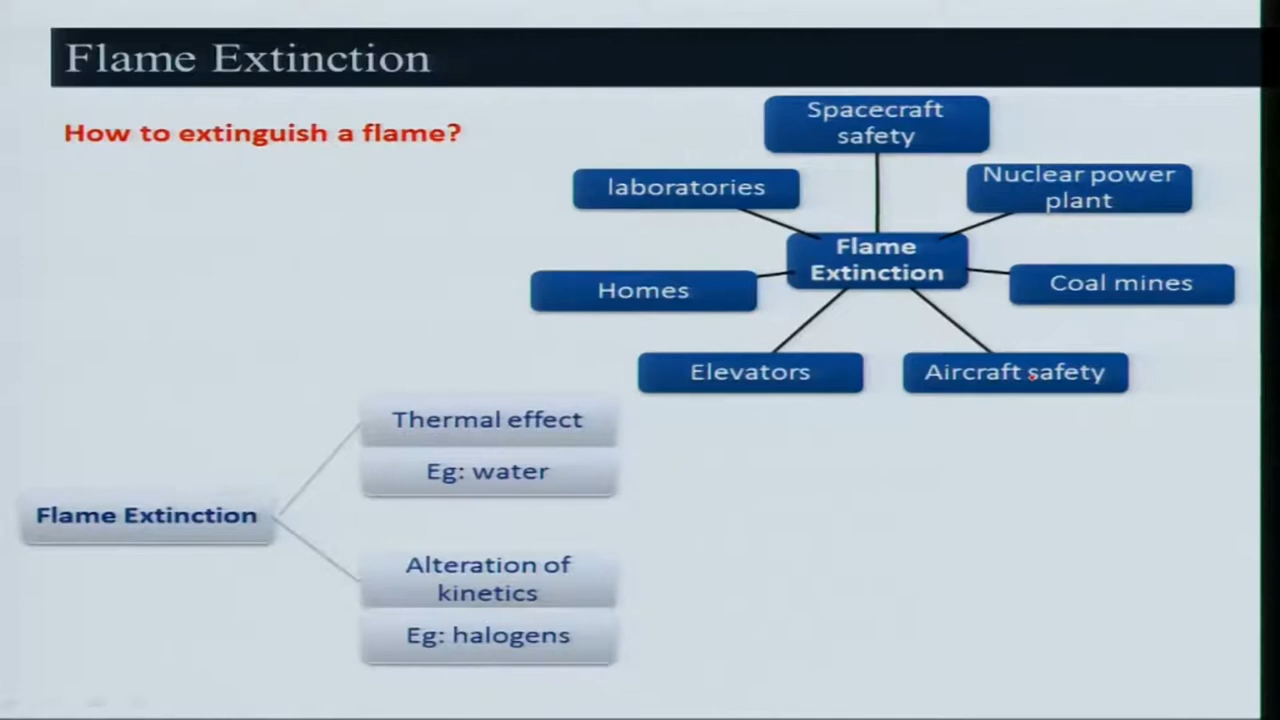 Flame Extinction
How to extinguish a flame?
Spacecraft
safety
laboratories
Nuclear power
plant
Flame
Extinction
Homes
Coal mines
Elevators
Aircraft safety
Thermal effect
Eg: water
Flame Extinction
Alteration of
kinetics
Eg: halogens